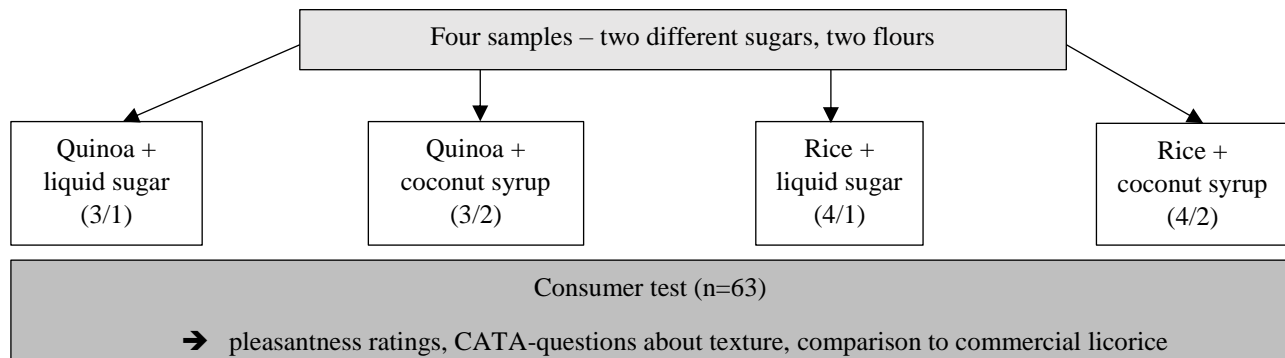 Four samples – two different sugars, two flours
Quinoa +
liquid sugar
(3/1)
Quinoa +
coconut syrup
(3/2)
Rice +
liquid sugar
(4/1)
Rice +
coconut syrup
(4/2)
Consumer test (n=63)
➔ pleasantness ratings, CATA-questions about texture, comparison to commercial licorice